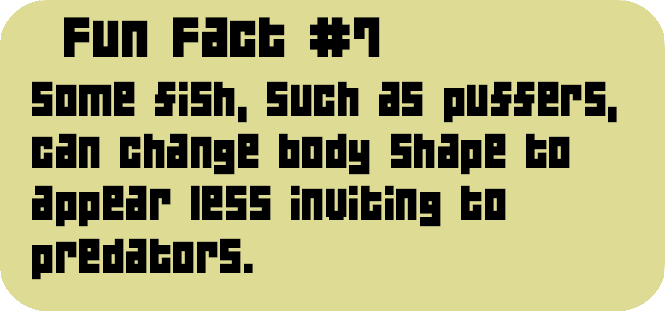 Fun Fact #7
Some fish, such as puffers,
can change body shape to
appear less inviting to
predators.